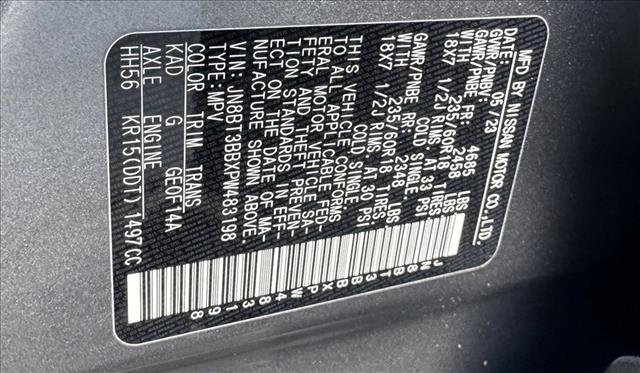 MFD BY NISSAN MOTOR CO.,LTD.
DATE: 05/23
GVWR/PNBV: 4685 LBS
GAWR/PNBE FR: 2458 LBS
WITH 235/60R18 TIRES
18X7 1/2J RIMS AT 33 PSI
COLD SINGLE
GAWR/PNBE RR: 2348 LBS
WITH 235/60R18 TIRES
18X7 1/2J RIMS AT 30 PSI
COLD SINGLE
THIS VEHICLE CONFORMS
TO ALL APPLICABLE FED-
ERAL MOTOR VEHICLE SA-
FETY AND THEFT PREVEN-
TION STANDARDS IN EFF-
ECT ON THE DATE OF MA-
NUFACTURE SHOWN ABOVE.
VIN: JN8BT3BBXPW483198
TYPE: MPV
COLOR TRIM TRANS
KAD G GE0F14A
AXLE ENGINE
HH56 KR15(DDT) 1497CC
JN8BT3BBXPW483198